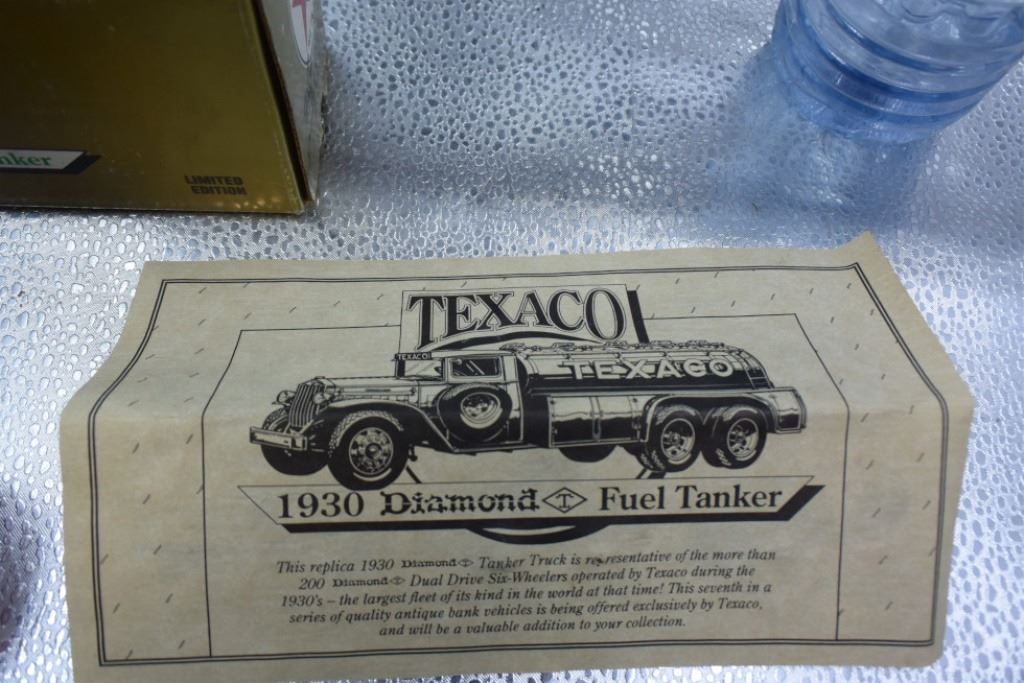 nker
LIMITED
EDITION
TEXACO
TEXACO
TEXACO
1930 Diamond T Fuel Tanker
This replica 1930 Diamond T Tanker Truck is representative of the more than
200 Diamond T Dual Drive Six-Wheelers operated by Texaco during the
1930's – the largest fleet of its kind in the world at that time! This seventh in a
series of quality antique bank vehicles is being offered exclusively by Texaco,
and will be a valuable addition to your collection.